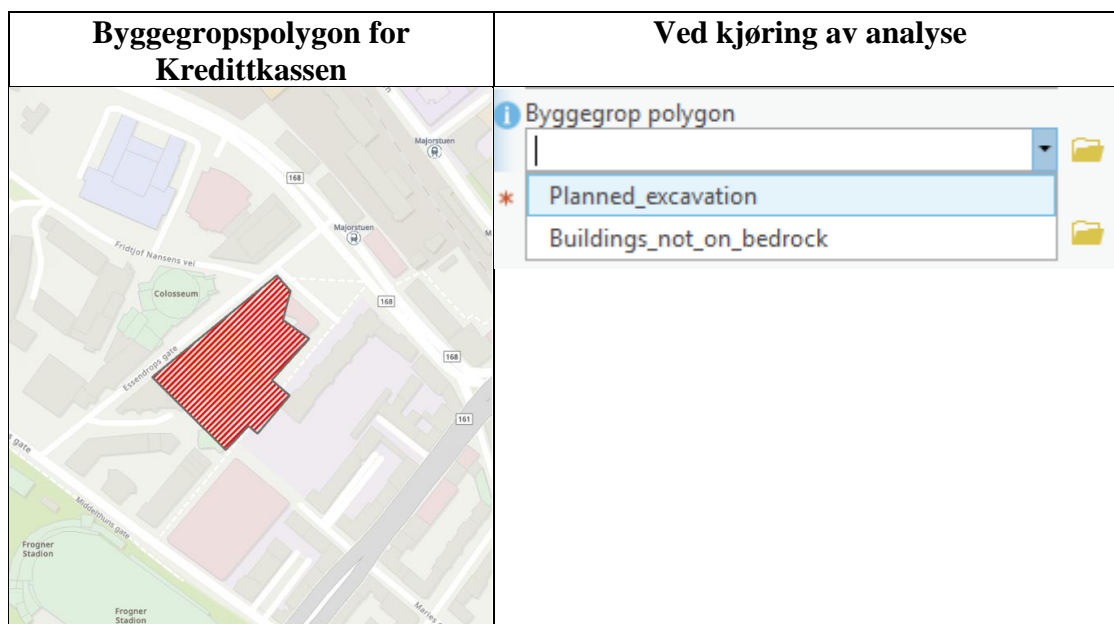 Byggegropspolygon for
Kredittkassen
Ved kjøring av analyse
Majorstuen
168
Majorstuen
M
Fridtjof Nansens vei
Colosseum
168
Essendrops gate
168
161
s gate
Middelthuns gate
Frogner
Stadion
Frogner
Stadion
Maries g
i
Byggegrop polygon
* Planned_excavation
Buildings_not_on_bedrock